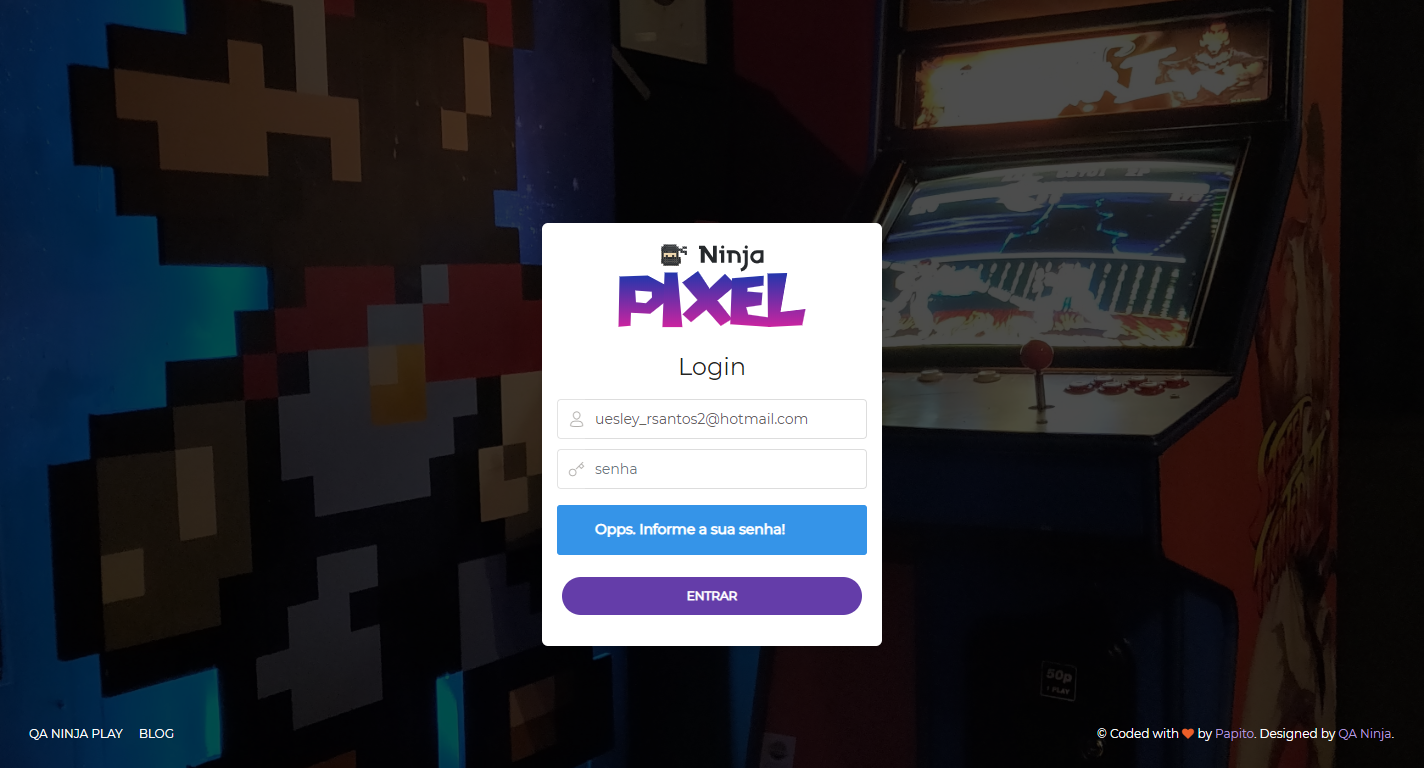 Ninja
PIXEL
Login
uesley_rsantos2@hotmail.com
senha
Opps. Informe a sua senha!
ENTRAR
50p
PLAY
QA NINJA PLAY BLOG
© Coded with ❤ by Papito. Designed by QA Ninja.